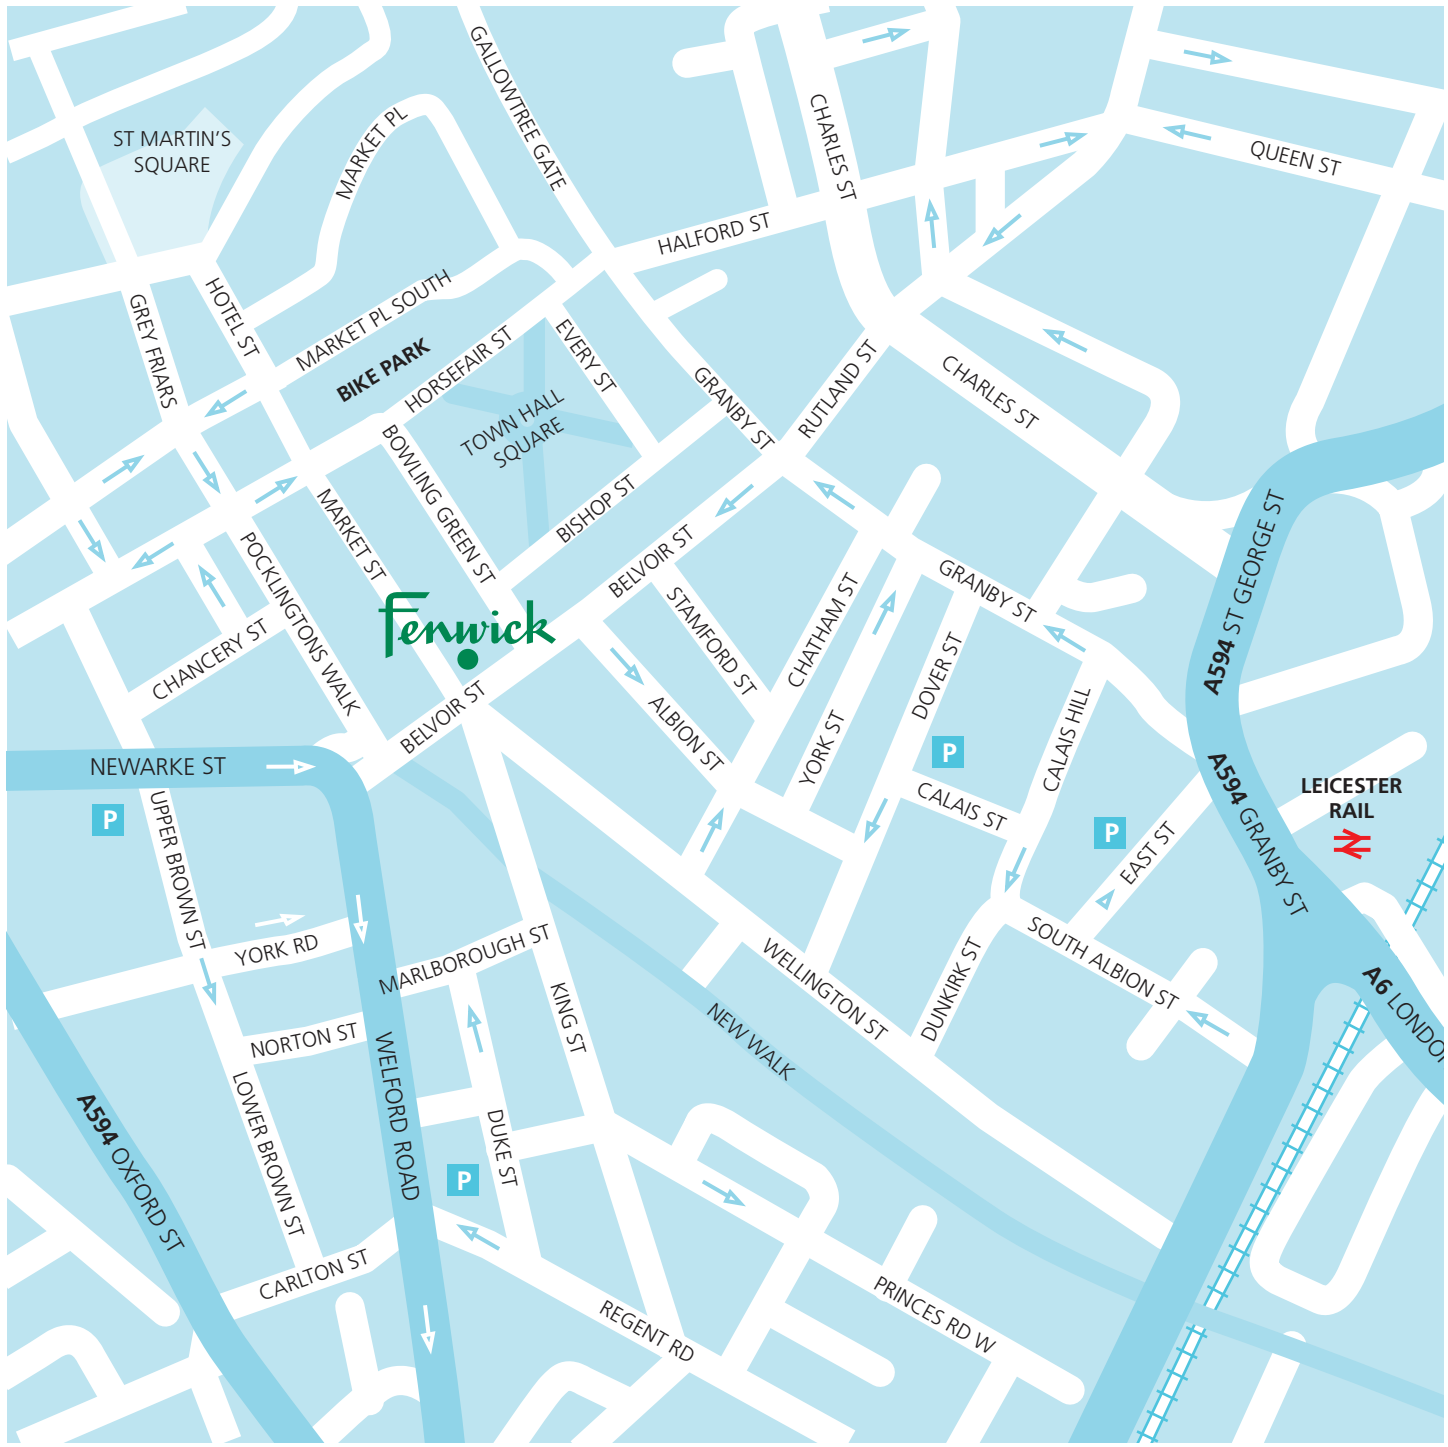 GALLOWTREE GATE
CHARLES ST
MARKET PL
ST MARTIN'S
SQUARE
QUEEN ST
HALFORD ST
HOTEL ST
GREY FRIARS
MARKET PL SOUTH
BIKE PARK
HORSEFAIR ST
EVERY ST
TOWN HALL
SQUARE
GRANBY ST
RUTLAND ST
CHARLES ST
BOWLING GREEN ST
BISHOP ST
MARKET ST
POCKLINGTONS WALK
BELVOIR ST
STAMFORD ST
CHATHAM ST
GRANBY ST
A594 ST GEORGE ST
CHANCERY ST
Fenwick
BELVOIR ST
ALBION ST
YORK ST
DOVER ST
CALAIS HILL
P
NEWARKE ST
P
UPPER BROWN ST
CALAIS ST
P
EAST ST
A594 GRANBY ST
LEICESTER
RAIL
YORK RD
MARLBOROUGH ST
WELLINGTON ST
DUNKIRK ST
SOUTH ALBION ST
A6 LONDON
NORTON ST
KING ST
NEW WALK
WELFORD ROAD
LOWER BROWN ST
DUKE ST
A594 OXFORD ST
P
CARLTON ST
REGENT RD
PRINCES RD W